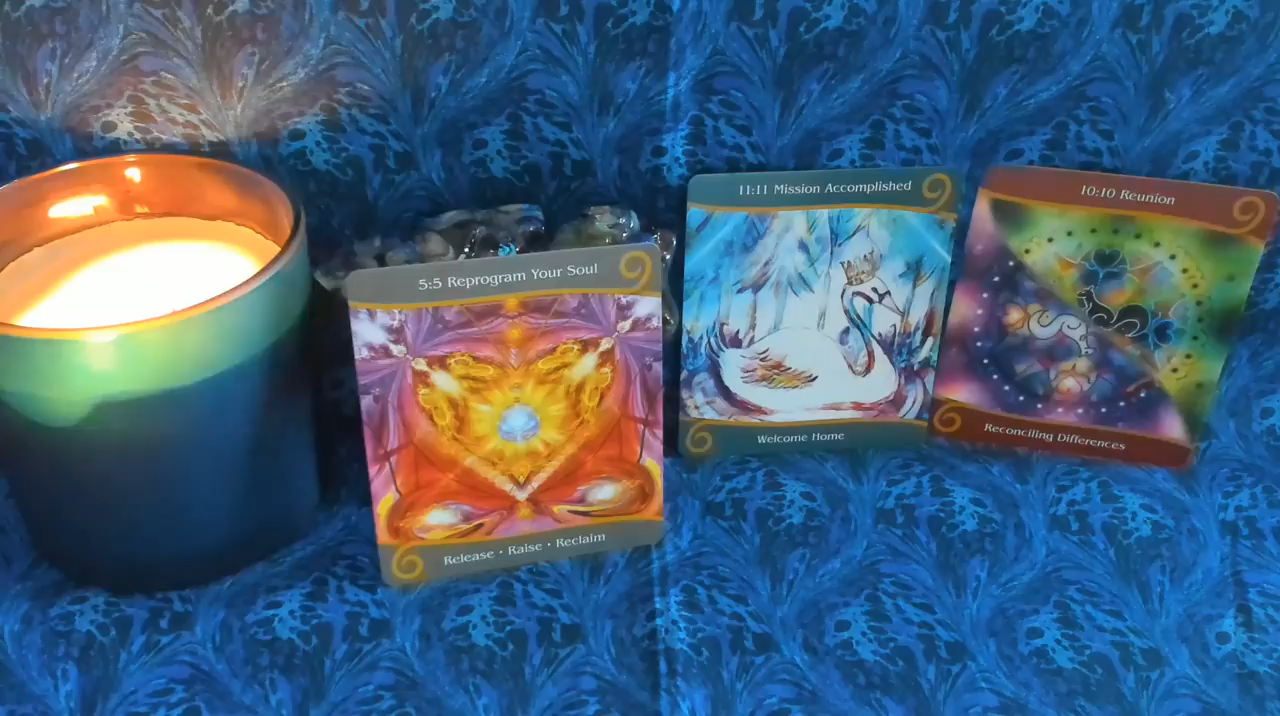 5:5 Reprogram Your Soul
Release • Raise • Reclaim
11:11 Mission Accomplished
Welcome Home
10:10 Reunion
Reconciling Differences